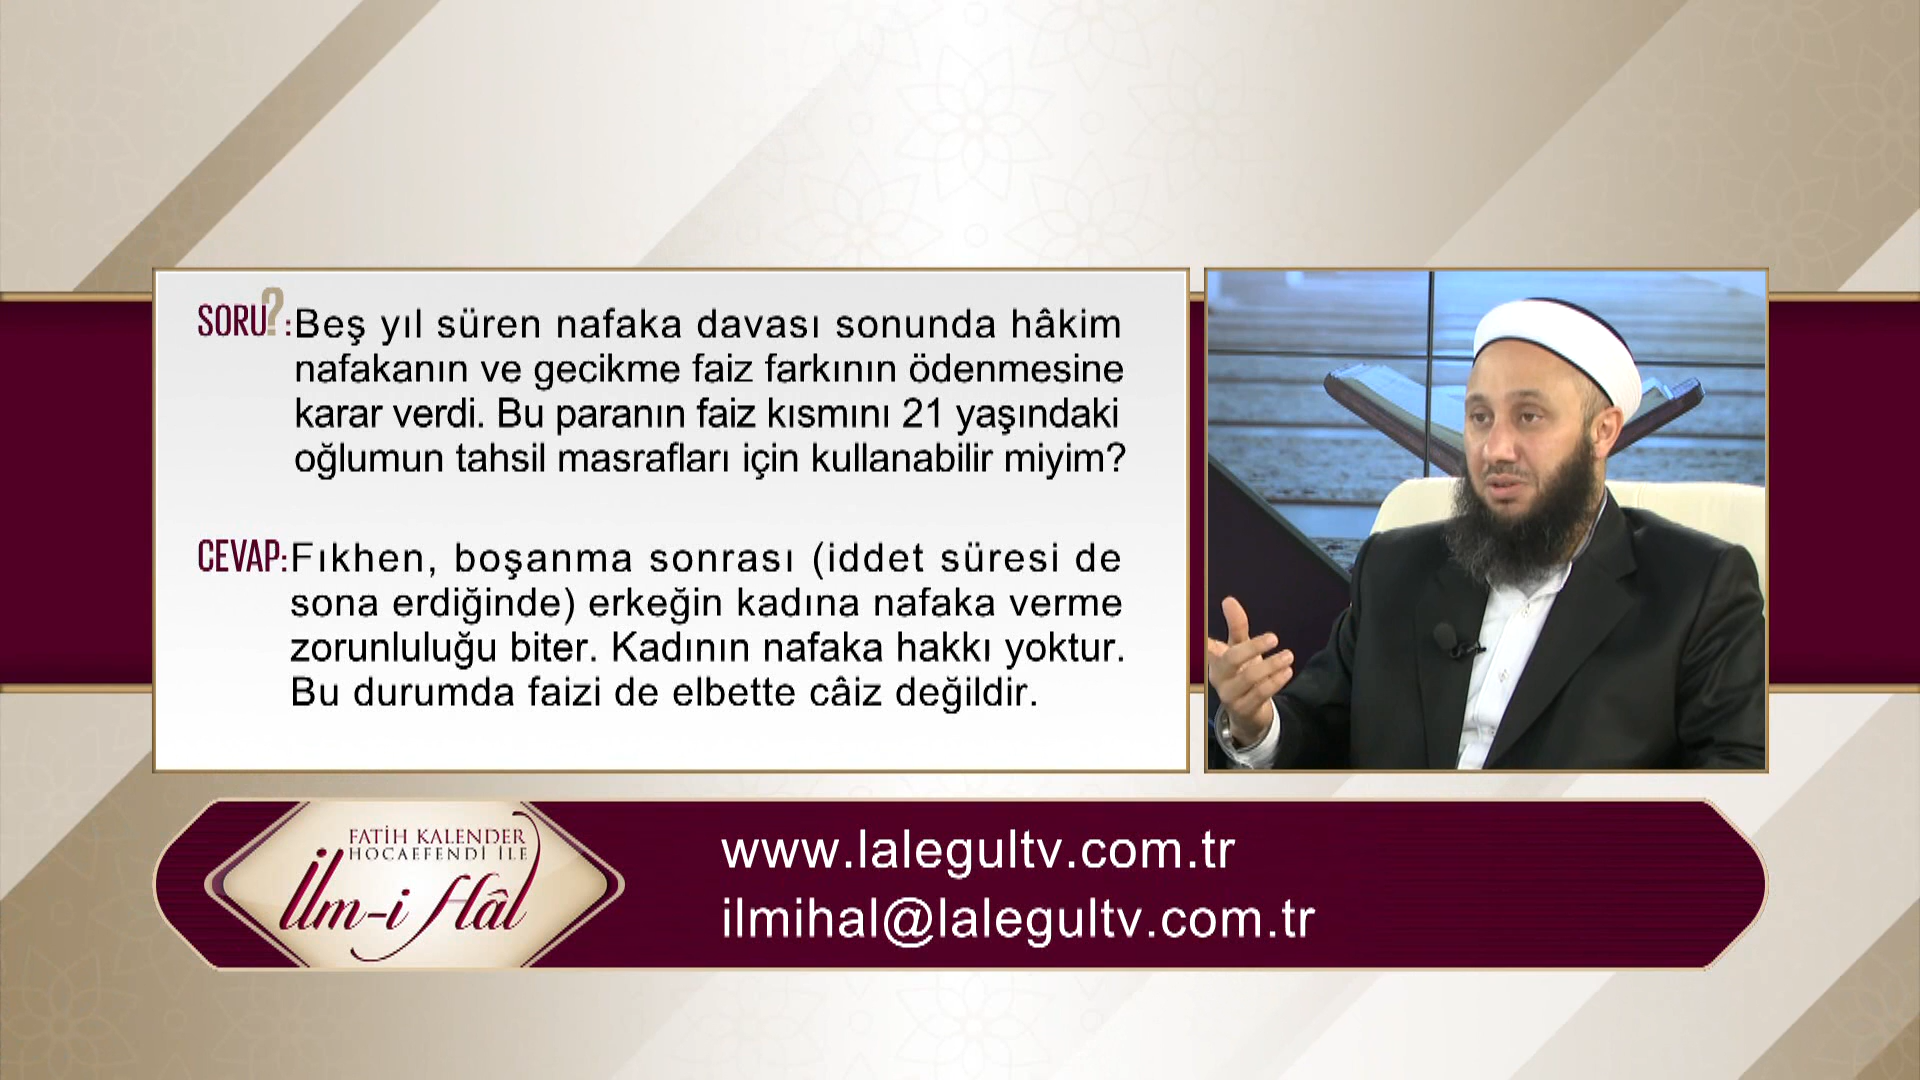 SORU?: Beş yıl süren nafaka davası sonunda hâkim
nafakanın ve gecikme faiz farkının ödenmesine
karar verdi. Bu paranın faiz kısmını 21 yaşındaki
oğlumun tahsil masrafları için kullanabilir miyim?
CEVAP: Fıkhen, boşanma sonrası (iddet süresi de
sona erdiğinde) erkeğin kadına nafaka verme
zorunluluğu biter. Kadının nafaka hakkı yoktur.
Bu durumda faizi de elbette câiz değildir.
FATİH KALENDER
HOCAEFENDİ İLE
İlm-i Hâl
www.lalegultv.com.tr
ilmihal@lalegultv.com.tr